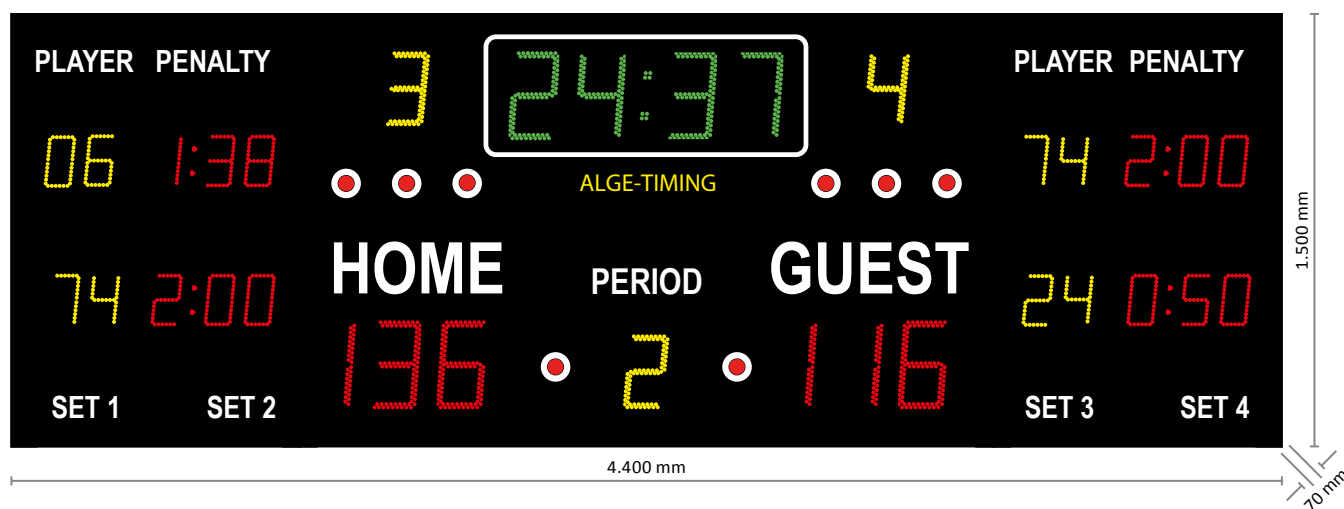 PLAYER PENALTY 3 24:37 4 PLAYER PENALTY
06 1:38 ALGE-TIMING 74 2:00
HOME PERIOD GUEST
74 2:00 24 0:50
136 2 116
SET 1 SET 2 SET 3 SET 4
1.500 mm
4.400 mm
70 mm